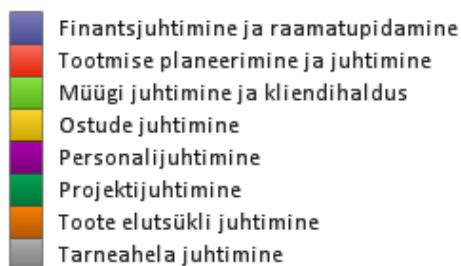 Finantsjuhtimine ja raamatupidamine
Tootmise planeerimine ja juhtimine
Müügi juhtimine ja kliendihaldus
Ostude juhtimine
Personalijuhtimine
Projektijuhtimine
Toote elutsükli juhtimine
Tarneahela juhtimine